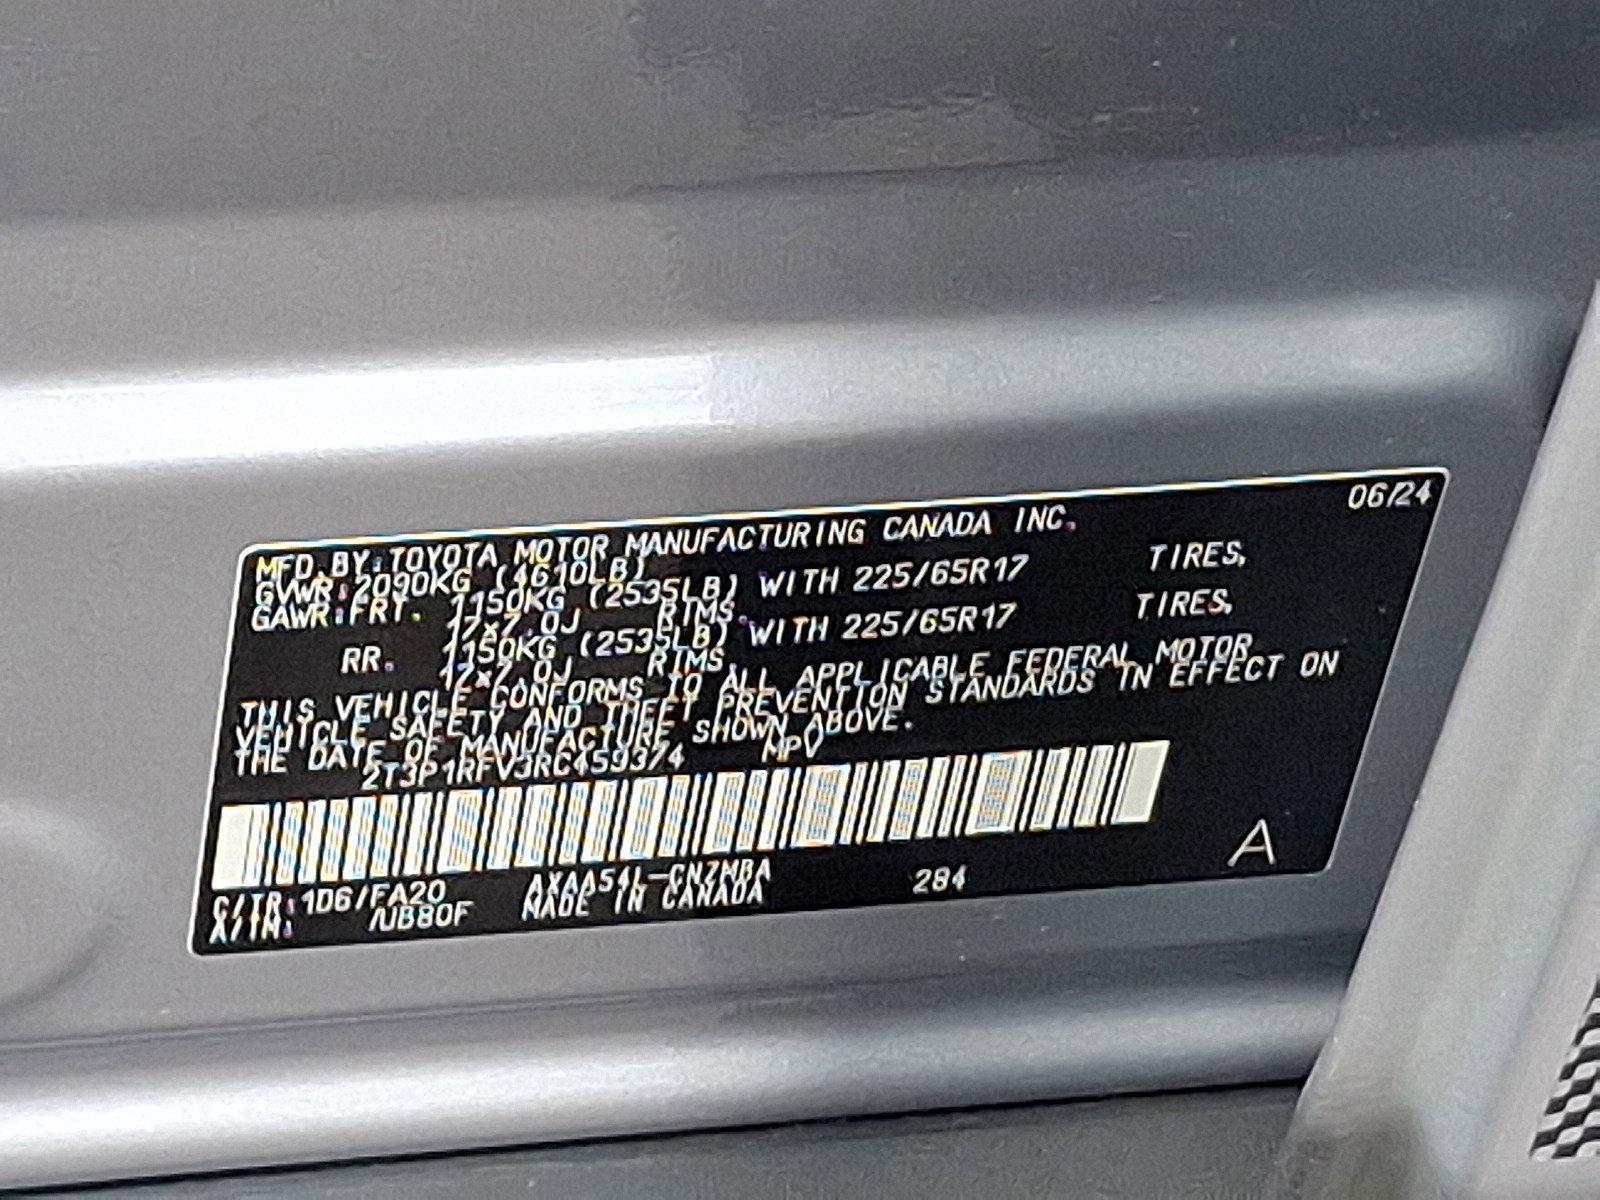 06/24
MFD.BY:TOYOTA MOTOR MANUFACTURING CANADA INC.
GVWR:2090KG (4610LB)
GAWR:FRT. 1150KG (2535LB) WITH 225/65R17 TIRES,
17x7.0J RIMS,
RR. 1150KG (2535LB) WITH 225/65R17 TIRES,
17x7.0J RIMS,
THIS VEHICLE CONFORMS TO ALL APPLICABLE FEDERAL MOTOR
VEHICLE SAFETY AND THEFT PREVENTION STANDARDS IN EFFECT ON
THE DATE OF MANUFACTURE SHOWN ABOVE.
2T3P1RFV3RC459374 MPV
A
C/TR:1D6/FA20 AXAA54L-CNZMBA 284
A/TM: /UB80F MADE IN CANADA